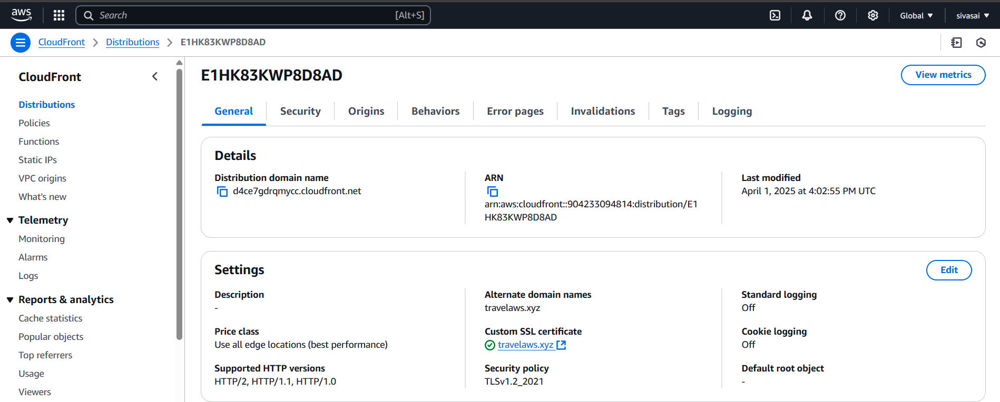 aws
Search [Alt+S]
Global
sivasai
CloudFront
Distributions
E1HK83KWP8D8AD
CloudFront
Distributions
Policies
Functions
Static IPs
VPC origins
What's new
Telemetry
Monitoring
Alarms
Logs
Reports & analytics
Cache statistics
Popular objects
Top referrers
Usage
Viewers
E1HK83KWP8D8AD
View metrics
General
Security
Origins
Behaviors
Error pages
Invalidations
Tags
Logging
Details
Distribution domain name
d4ce7gdrqmycc.cloudfront.net
ARN
arn:aws:cloudfront::904233094814:distribution/E1
HK83KWP8D8AD
Last modified
April 1, 2025 at 4:02:55 PM UTC
Settings
Edit
Description
-
Price class
Use all edge locations (best performance)
Supported HTTP versions
HTTP/2, HTTP/1.1, HTTP/1.0
Alternate domain names
travelaws.xyz
Custom SSL certificate
travelaws.xyz
Security policy
TLSv1.2_2021
Standard logging
Off
Cookie logging
Off
Default root object
-